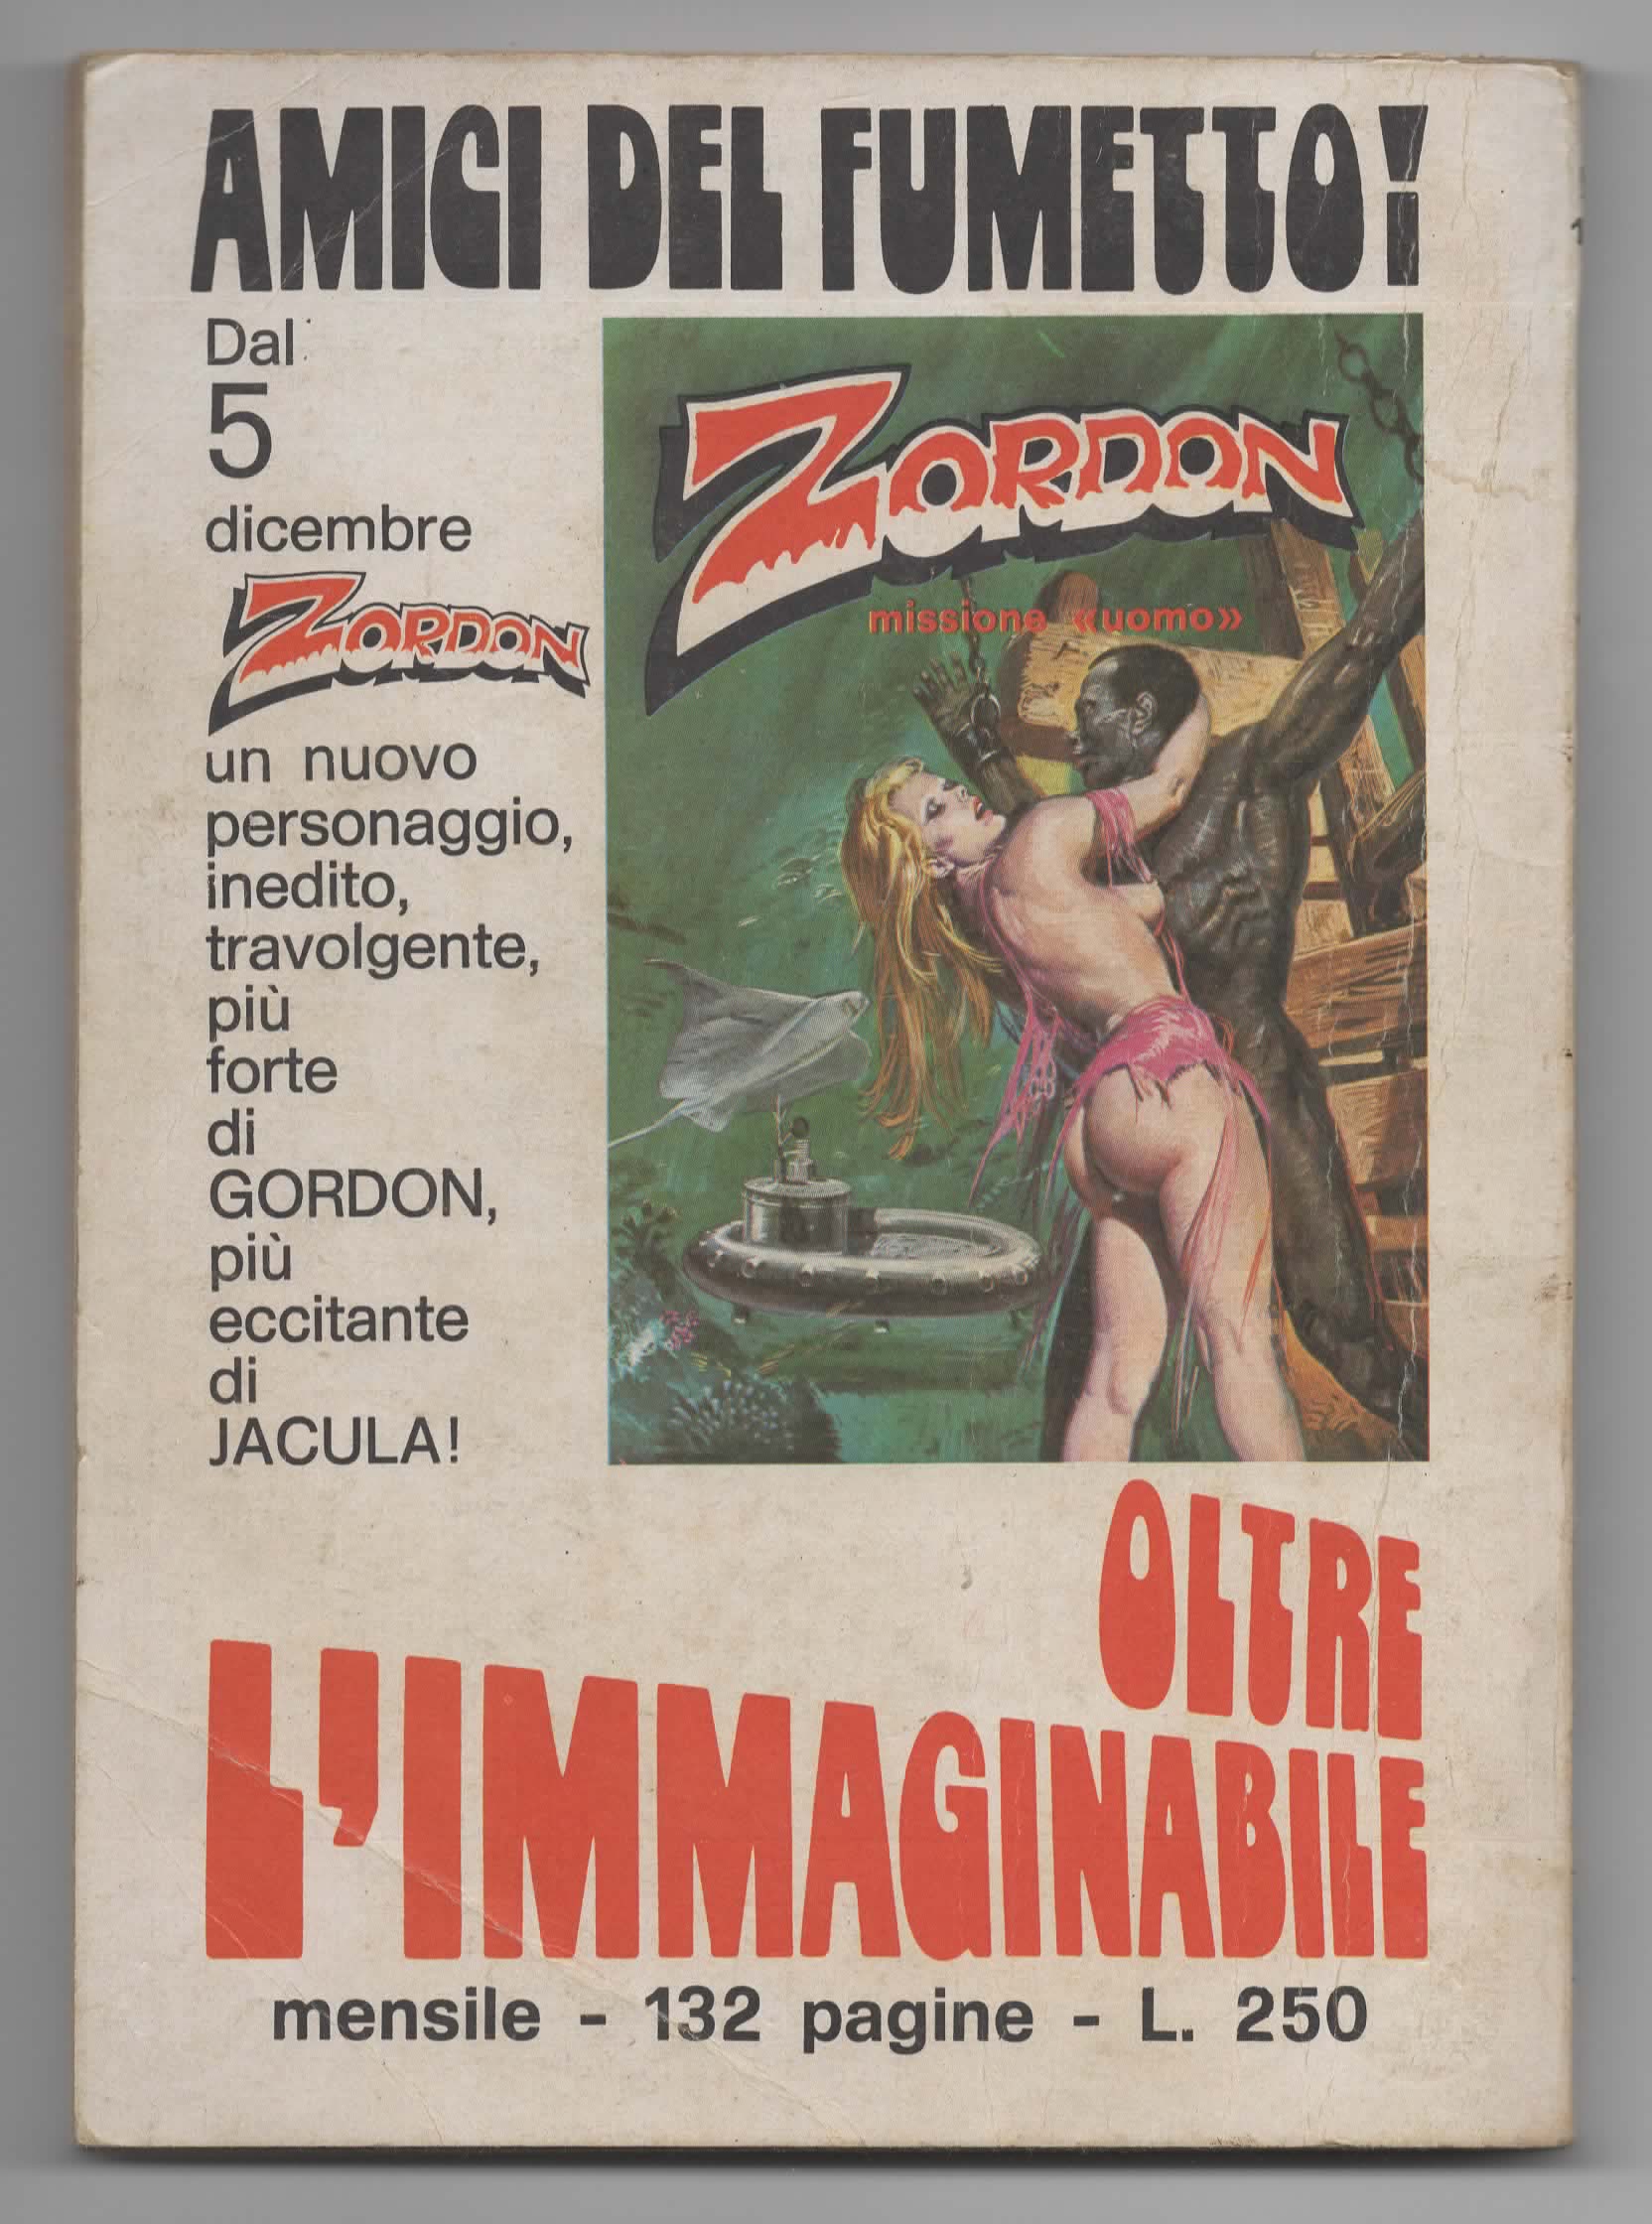 AMICI DEL FUMETTO!
Dal
5
dicembre
ZORDON
un nuovo
personaggio,
inedito,
travolgente,
più
forte
di
GORDON,
più
eccitante
di
JACULA!
ZORDON
missione «uomo»
OLTRE
L'IMMAGINABILE
mensile - 132 pagine - L. 250